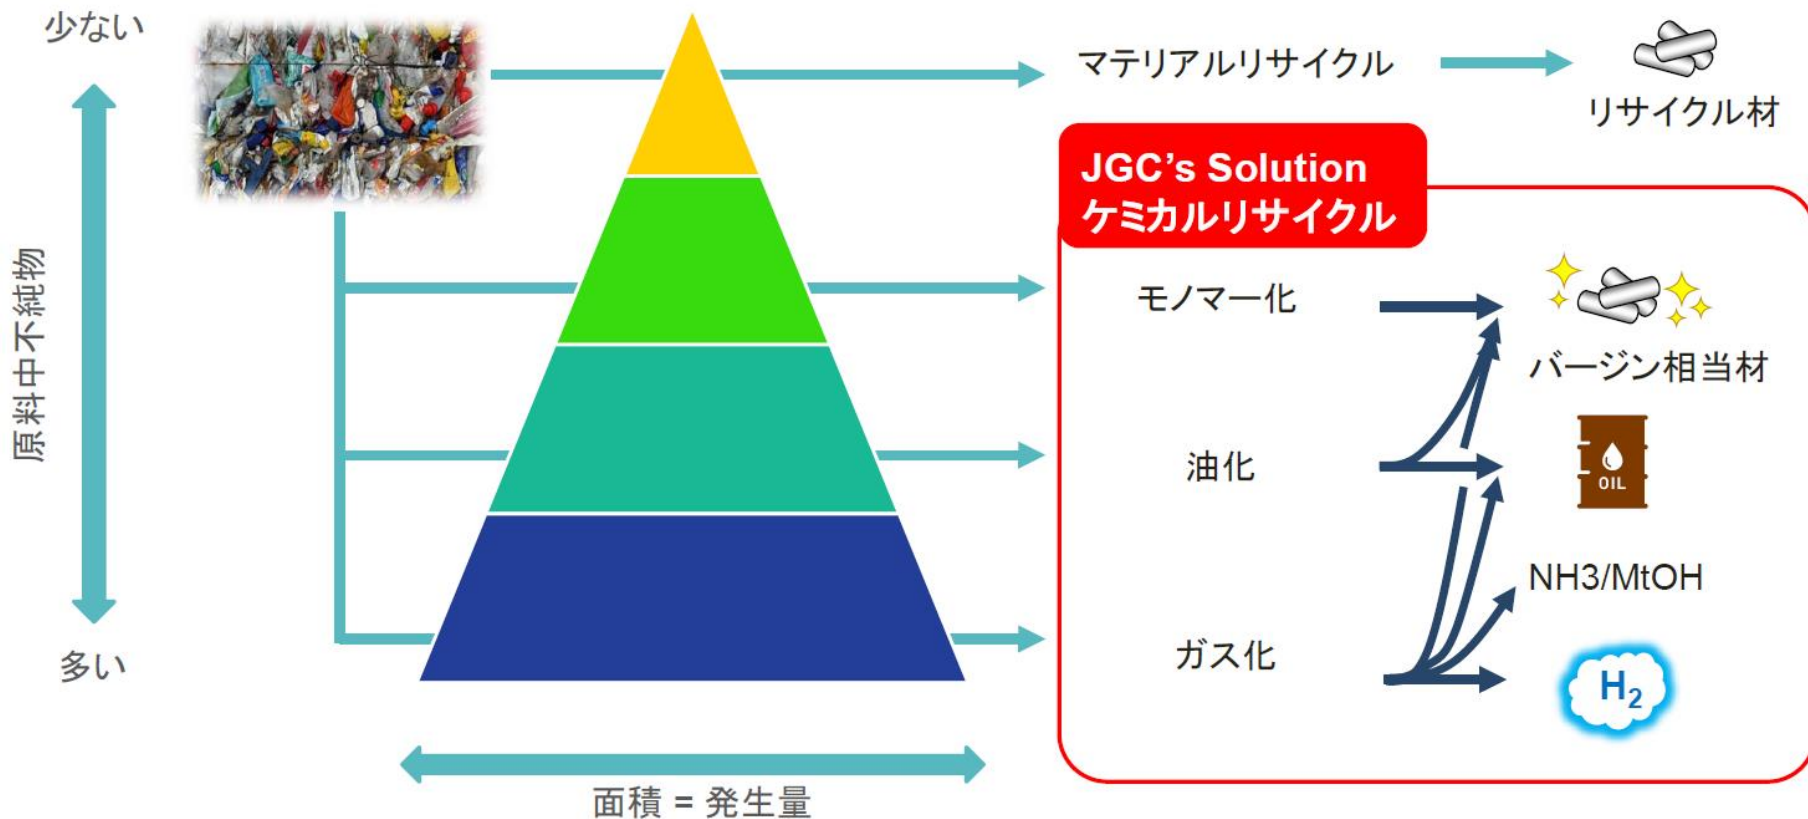 少ない
原料中不純物
多い
面積 = 発生量
マテリアルリサイクル
リサイクル材
JGC's Solution
ケミカルリサイクル
モノマー化
バージン相当材
油化
OIL
NH3/MtOH
ガス化
H₂